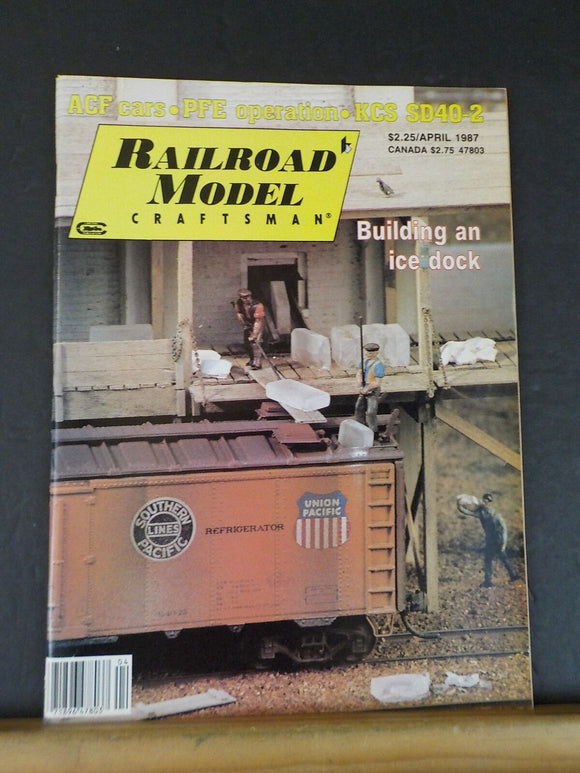 ACF cars • PFE operation • KCS SD40-2
$2.25/APRIL 1987
CANADA $2.75 47803
RAILROAD
MODEL
CRAFTSMAN®
Building an
ice dock
SOUTHERN
LINES
PACIFIC
REFRIGERATOR
UNION
PACIFIC
04